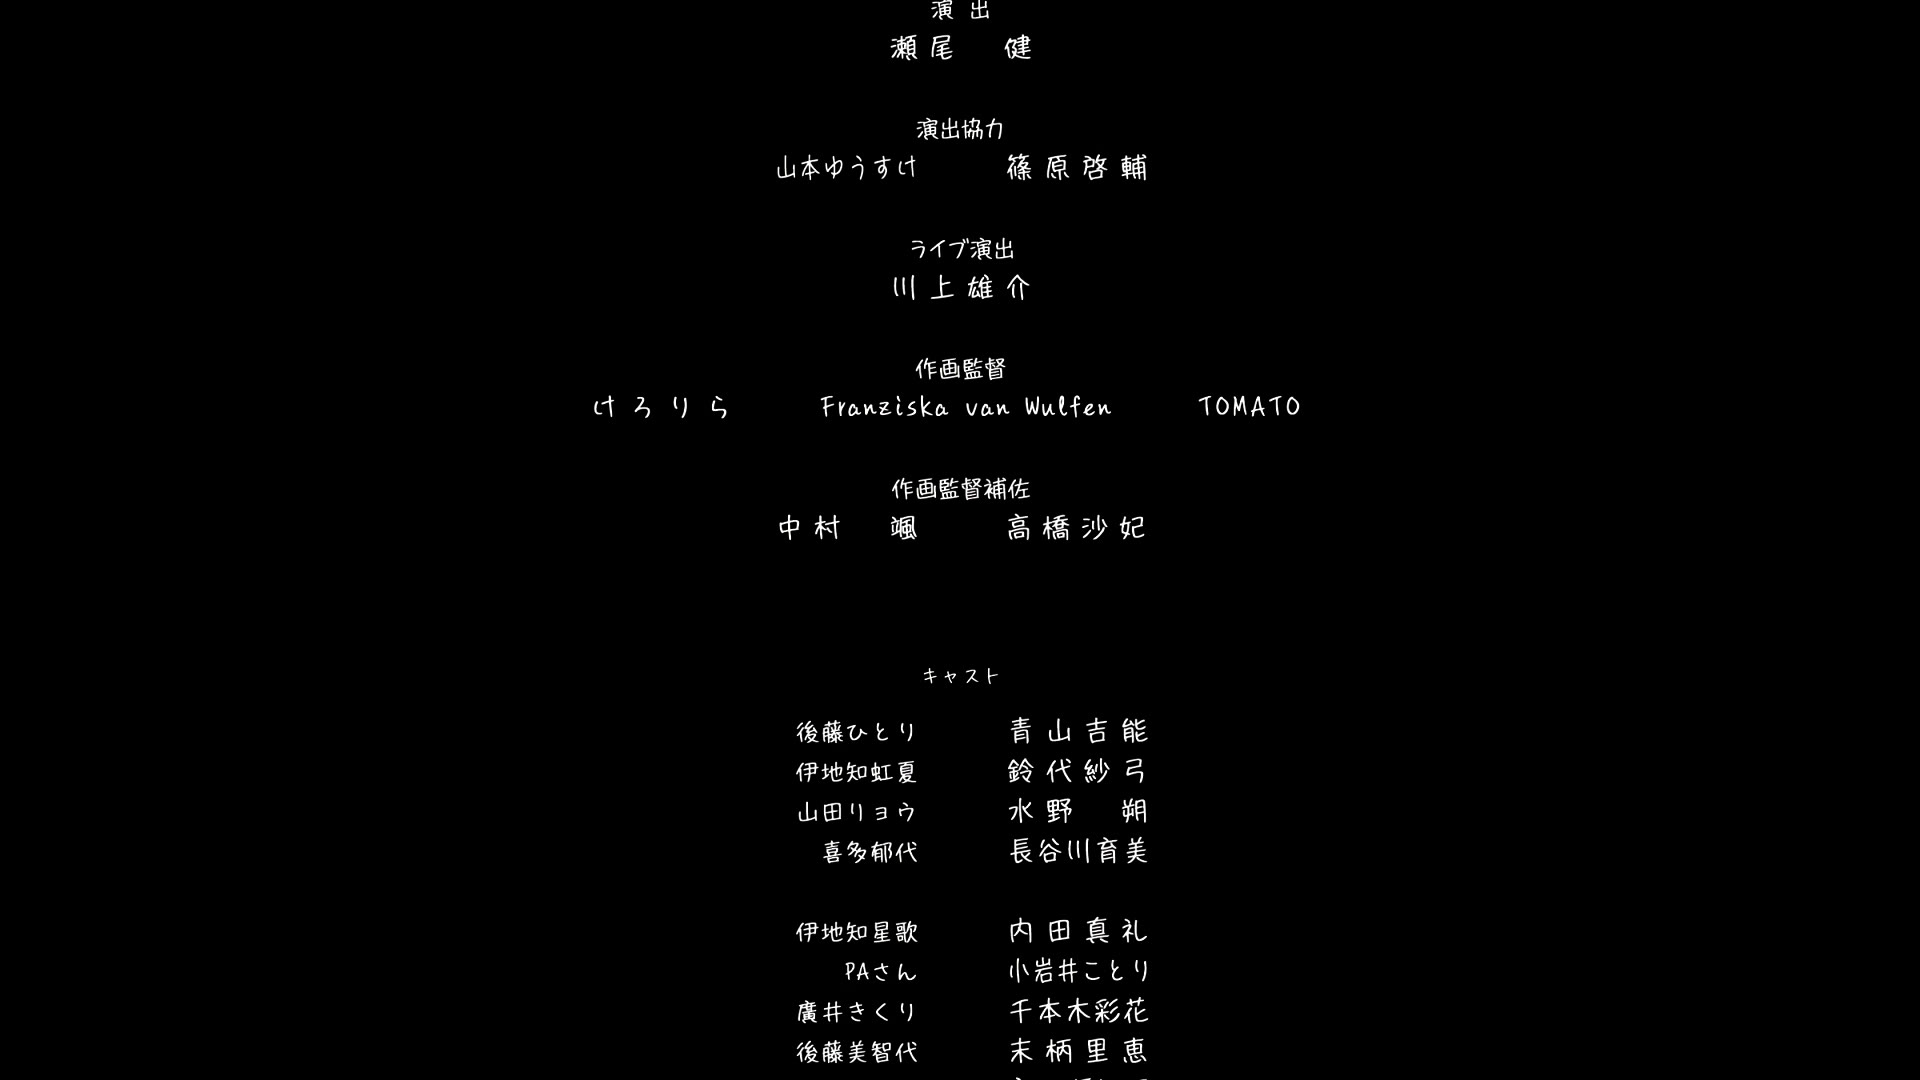 演出
瀬尾 健
演出協力
山本ゆうすけ 篠原啓輔
ライブ演出
川上雄介
作画監督
けろりら Franziska van Wulfen TOMATO
作画監督補佐
中村 颯 高橋沙妃
キャスト
後藤ひとり 青山吉能
伊地知虹夏 鈴代紗弓
山田リョウ 水野 朔
喜多郁代 長谷川育美
伊地知星歌 内田真礼
PAさん 小岩井ことり
廣井きくり 千本木彩花
後藤美智代 末柄里恵